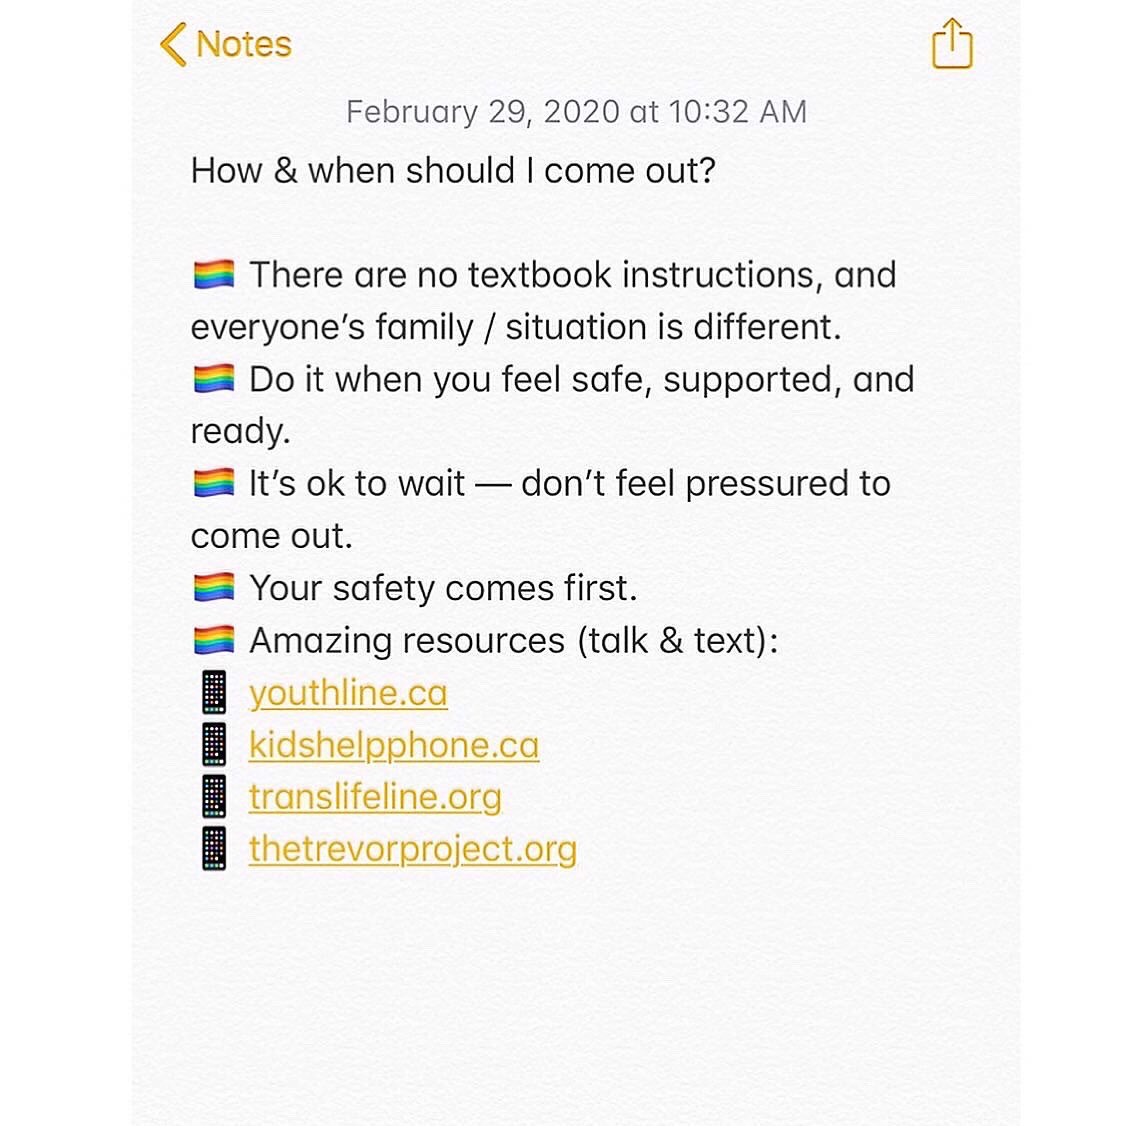 Notes
February 29, 2020 at 10:32 AM
How & when should I come out?
🏳️‍🌈 There are no textbook instructions, and
everyone’s family / situation is different.
🏳️‍🌈 Do it when you feel safe, supported, and
ready.
🏳️‍🌈 It’s ok to wait — don’t feel pressured to
come out.
🏳️‍🌈 Your safety comes first.
🏳️‍🌈 Amazing resources (talk & text):
📱 youthline.ca
📱 kidshelpphone.ca
📱 translifeline.org
📱 thetrevorproject.org